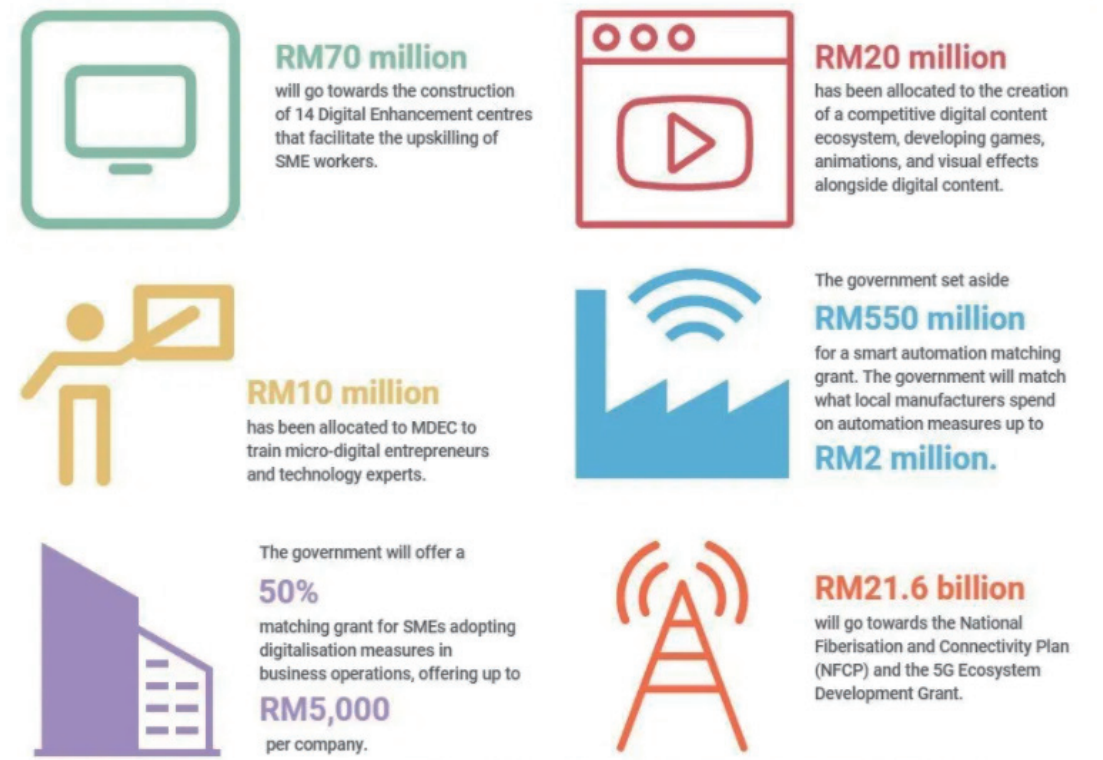 RM70 million
will go towards the construction
of 14 Digital Enhancement centres
that facilitate the upskilling of
SME workers.
RM20 million
has been allocated to the creation
of a competitive digital content
ecosystem, developing games,
animations, and visual effects
alongside digital content.
RM10 million
has been allocated to MDEC to
train micro-digital entrepreneurs
and technology experts.
The government set aside
RM550 million
for a smart automation matching
grant. The government will match
what local manufacturers spend
on automation measures up to
RM2 million.
The government will offer a
50%
matching grant for SMEs adopting
digitalisation measures in
business operations, offering up to
RM5,000
per company.
RM21.6 billion
will go towards the National
Fiberisation and Connectivity Plan
(NFCP) and the 5G Ecosystem
Development Grant.